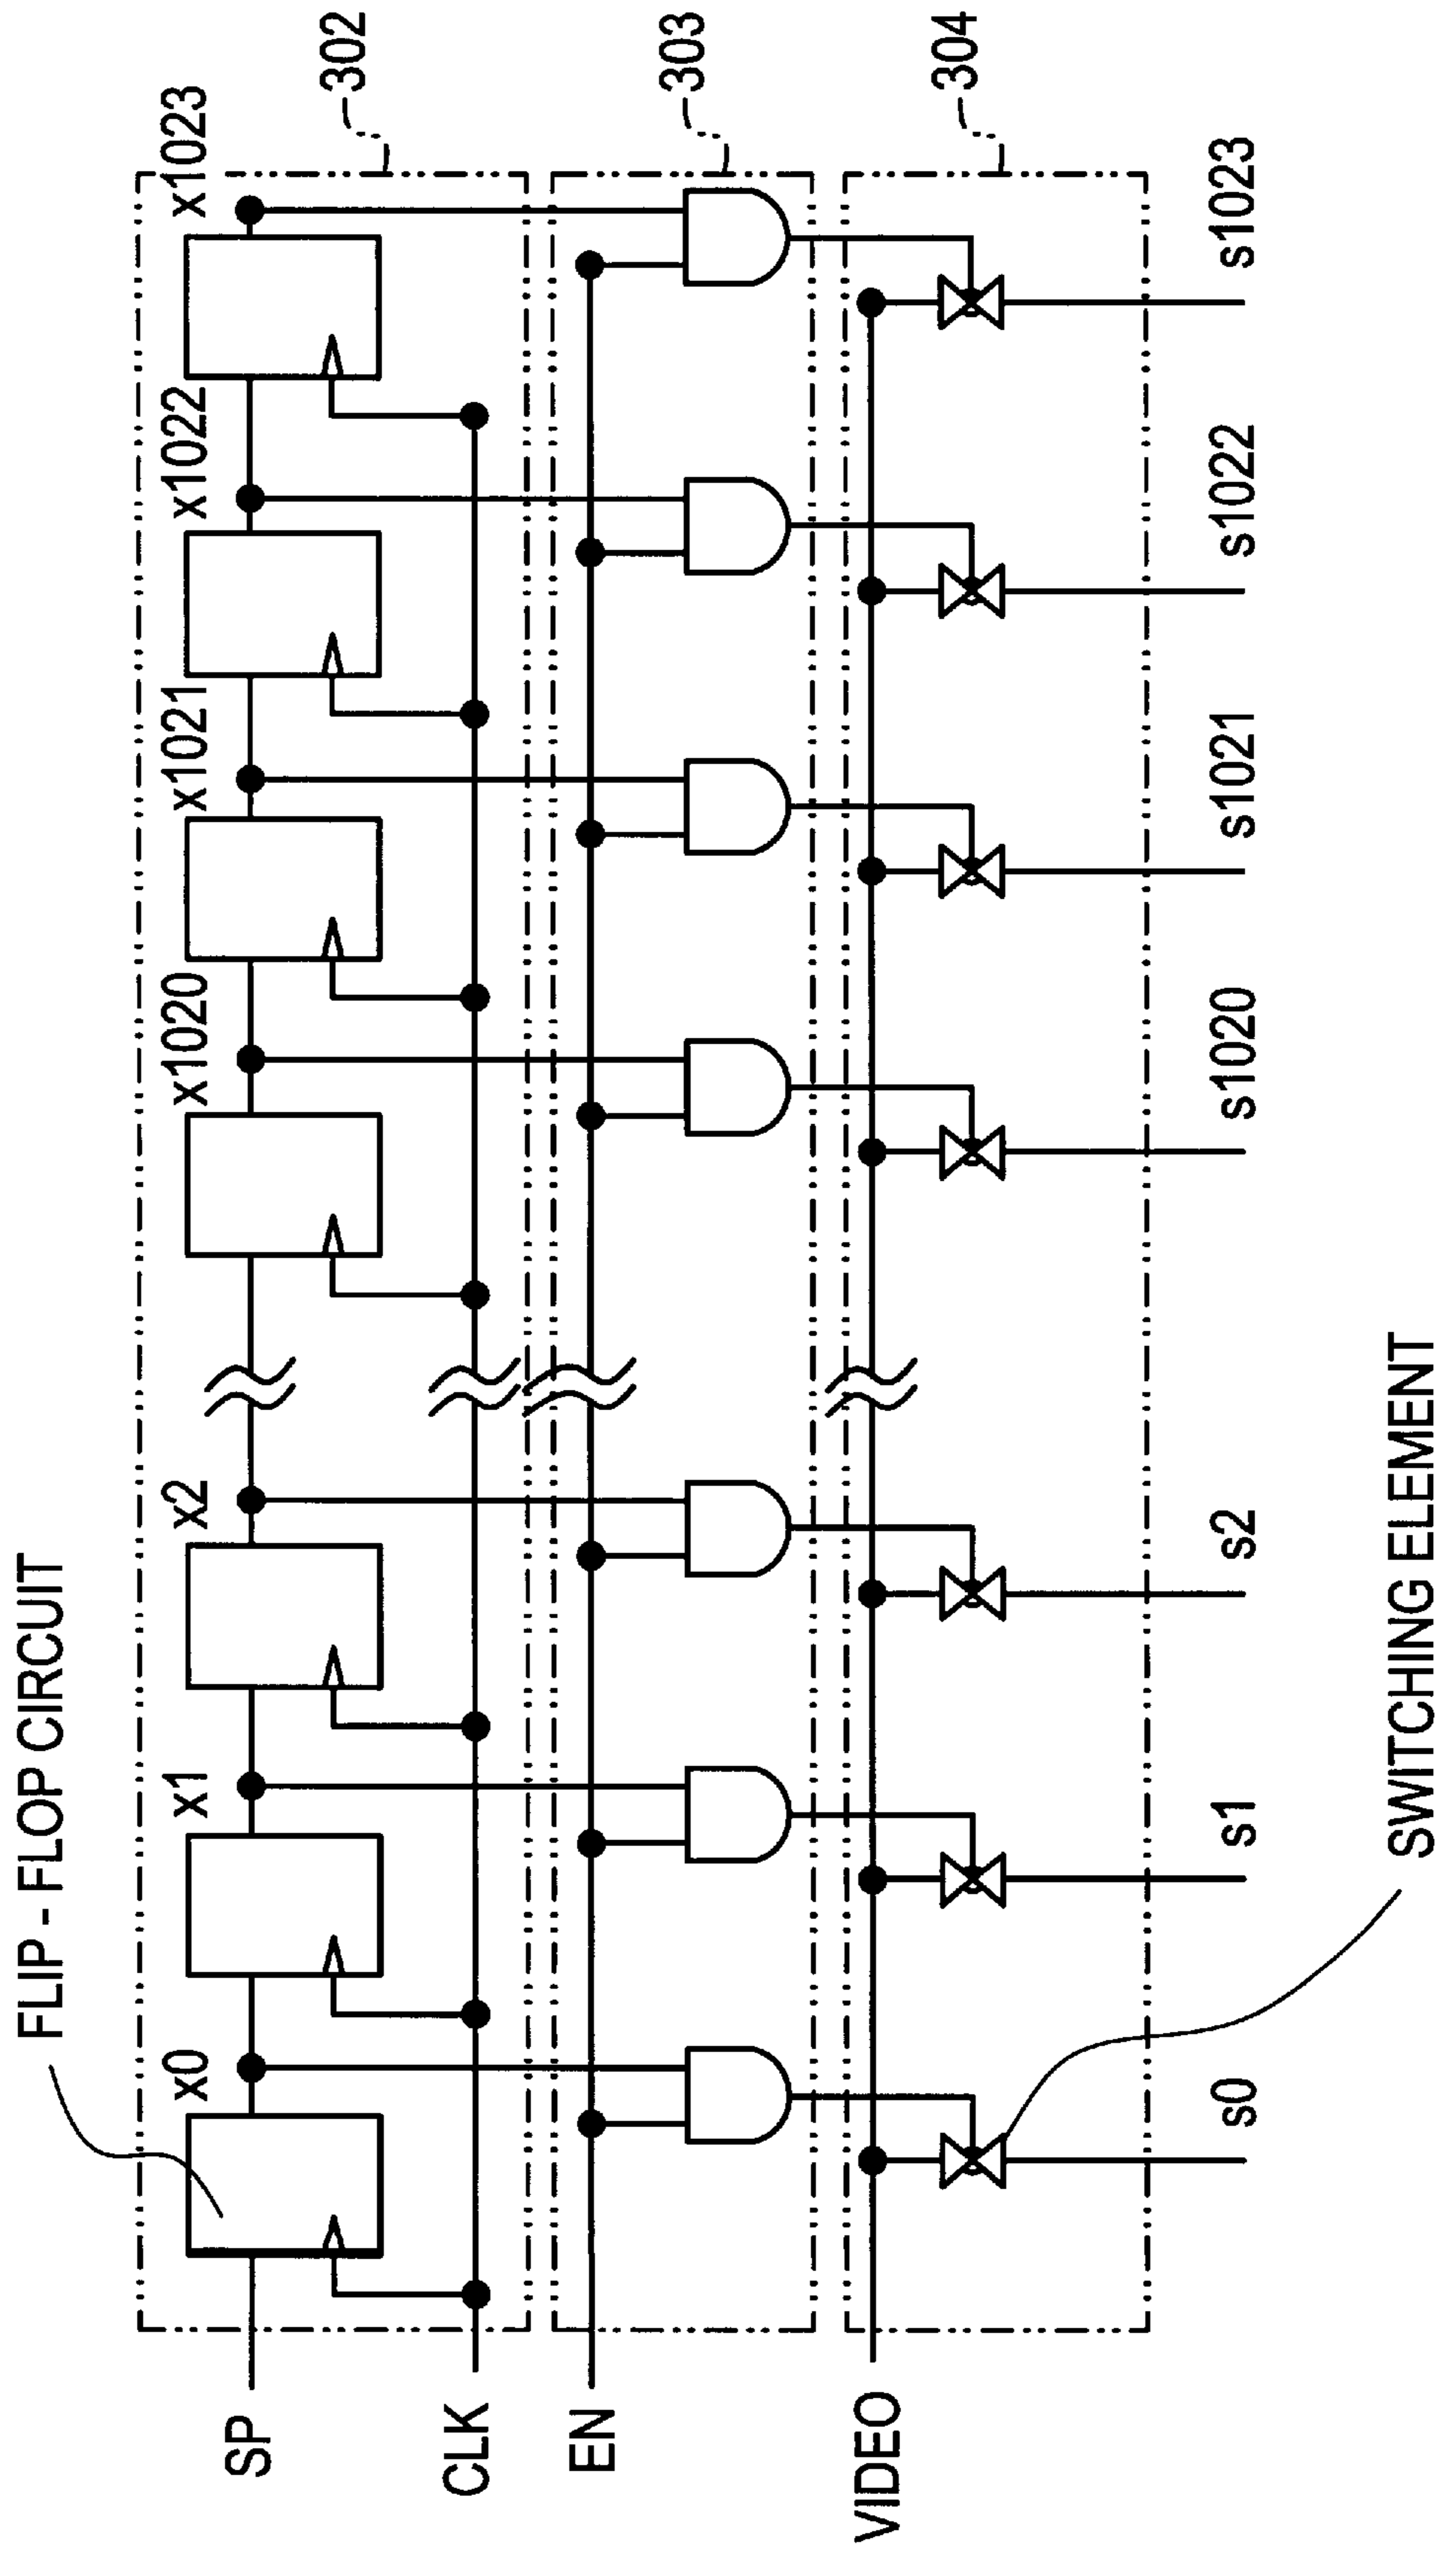 FLIP - FLOP CIRCUIT
x0
x1
x2
x1020
x1021
x1022
x1023
302
SP
CLK
EN
303
VIDEO
304
s0
s1
s2
s1020
s1021
s1022
s1023
SWITCHING ELEMENT